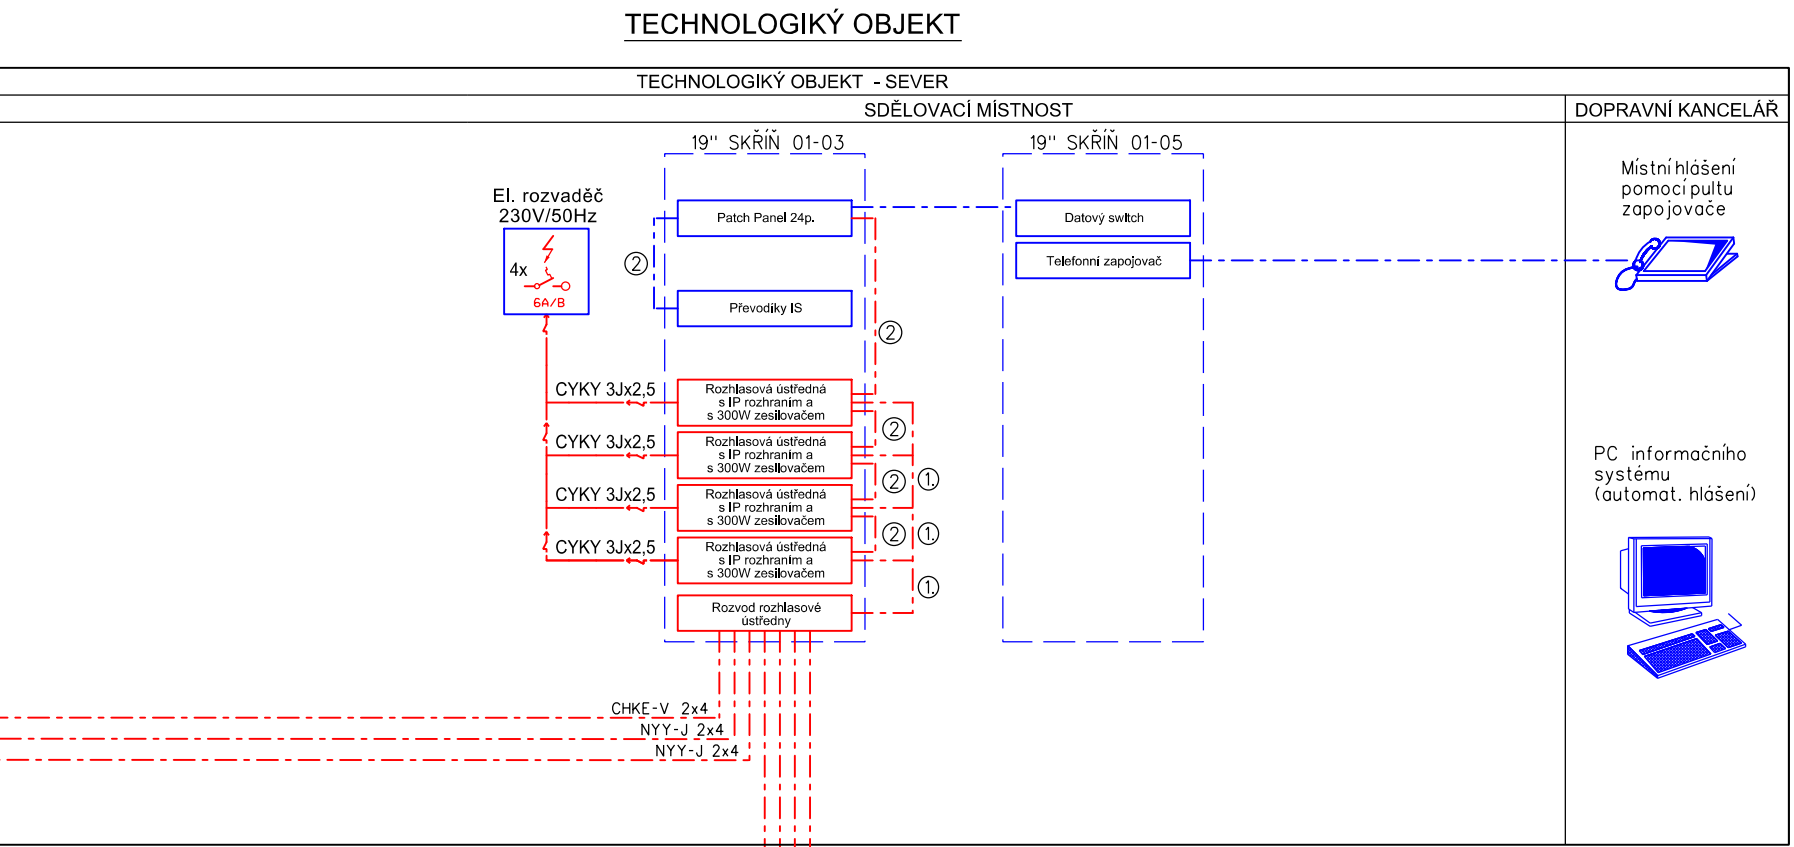 TECHNOLOGIKÝ OBJEKT
TECHNOLOGIKÝ OBJEKT - SEVER
SDĚLOVACÍ MÍSTNOST
DOPRAVNÍ KANCELÁŘ
19" SKŘÍŇ 01-03
19" SKŘÍŇ 01-05
Místní hlášení
pomocí pultu
zapojovače
El. rozvaděč
230V/50Hz
4x
6A/B
Patch Panel 24p.
Datový switch
Telefonní zapojovač
2
Převodíky IS
2
CYKY 3Jx2,5
Rozhlasová ústředná
s IP rozhraním a
s 300W zesilovačem
2
CYKY 3Jx2,5
Rozhlasová ústředná
s IP rozhraním a
s 300W zesilovačem
2
1.
CYKY 3Jx2,5
Rozhlasová ústředná
s IP rozhraním a
s 300W zesilovačem
2
1.
CYKY 3Jx2,5
Rozhlasová ústředná
s IP rozhraním a
s 300W zesilovačem
1.
Rozvod rozhlasové
ústředny
PC informačního
systému
(automat. hlášení)
CHKE-V 2x4
NYY-J 2x4
NYY-J 2x4